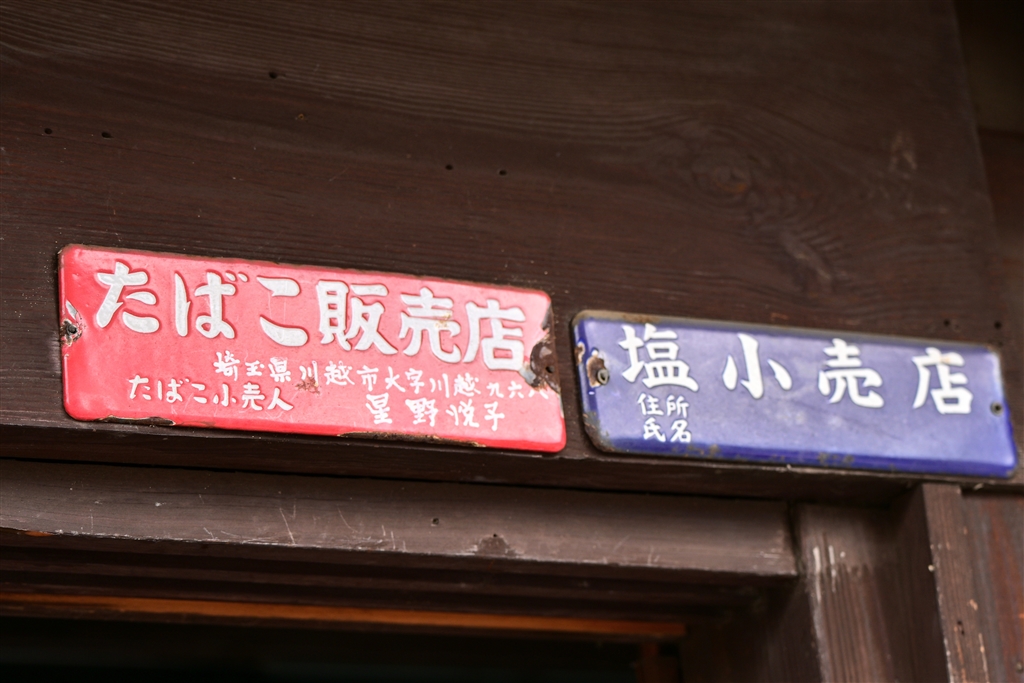 たばこ販売店
埼玉県川越市大字川越九六八
たばこ小売人 星野悦子
塩小売店
住所
氏名